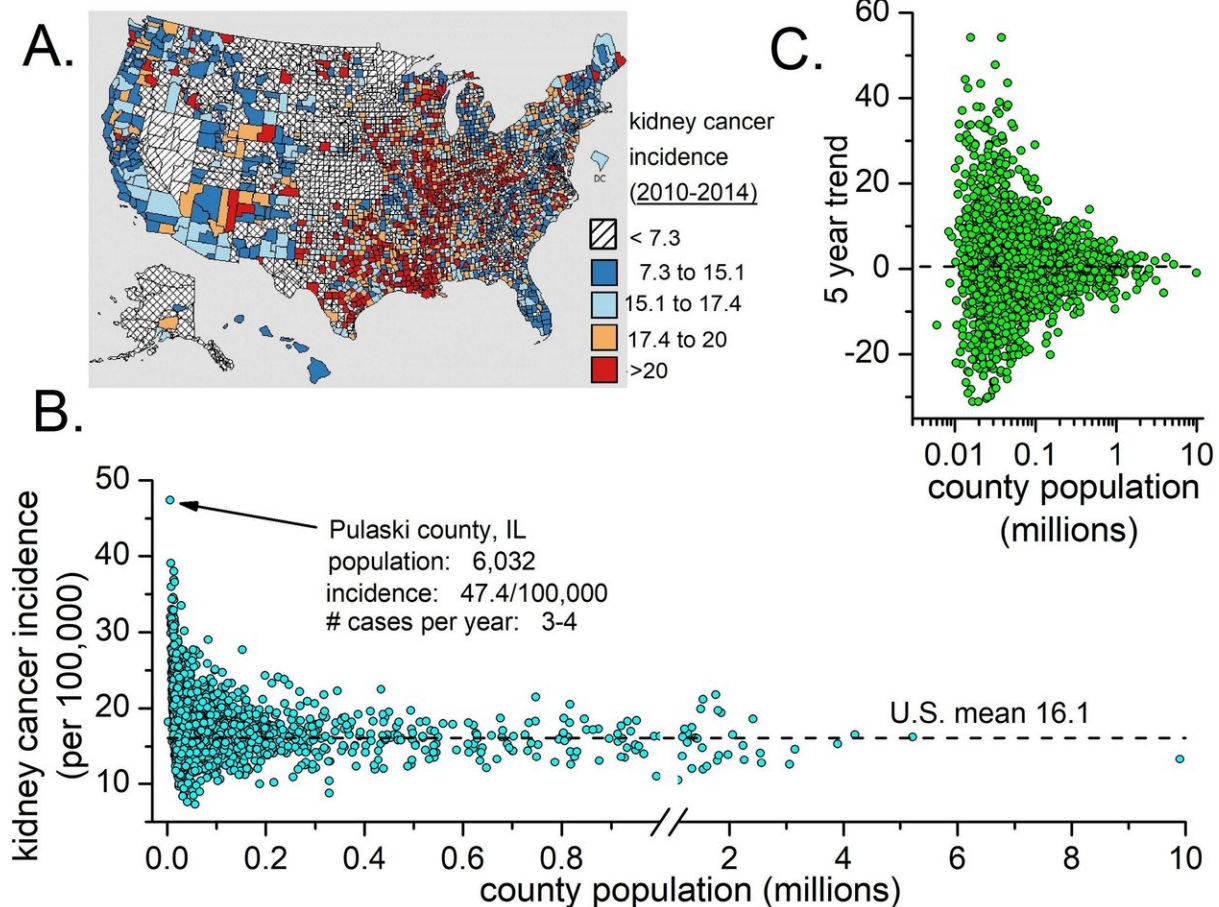 A.
kidney cancer
incidence
DC
(2010-2014)
< 7.3
7.3 to 15.1
15.1 to 17.4
17.4 to 20
>20
C.
60
40
20
0
-20
5 year trend
0.01 0.1 1 10
county population
(millions)
B.
50
40
30
20
10
kidney cancer incidence
(per 100,000)
Pulaski county, IL
population: 6,032
incidence: 47.4/100,000
# cases per year: 3-4
U.S. mean 16.1
0.0 0.2 0.4 0.6 0.8 2 4 6 8 10
county population (millions)